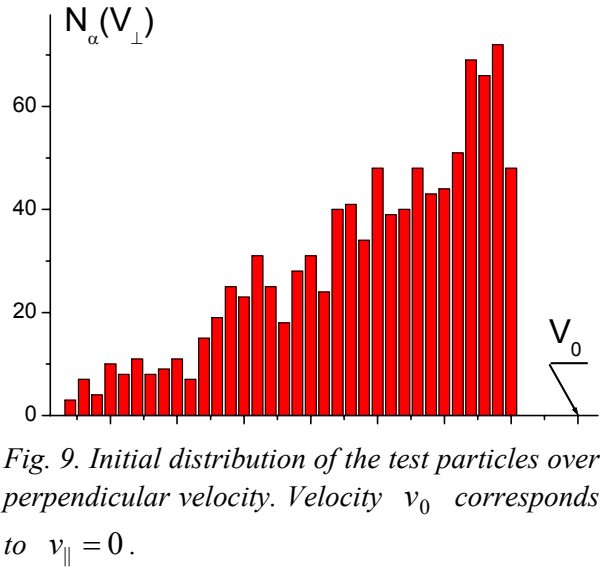 N_α(V_⊥)
60
40
20
0
V_0
Fig. 9. Initial distribution of the test particles over
perpendicular velocity. Velocity v_0 corresponds
to v_∥ = 0.